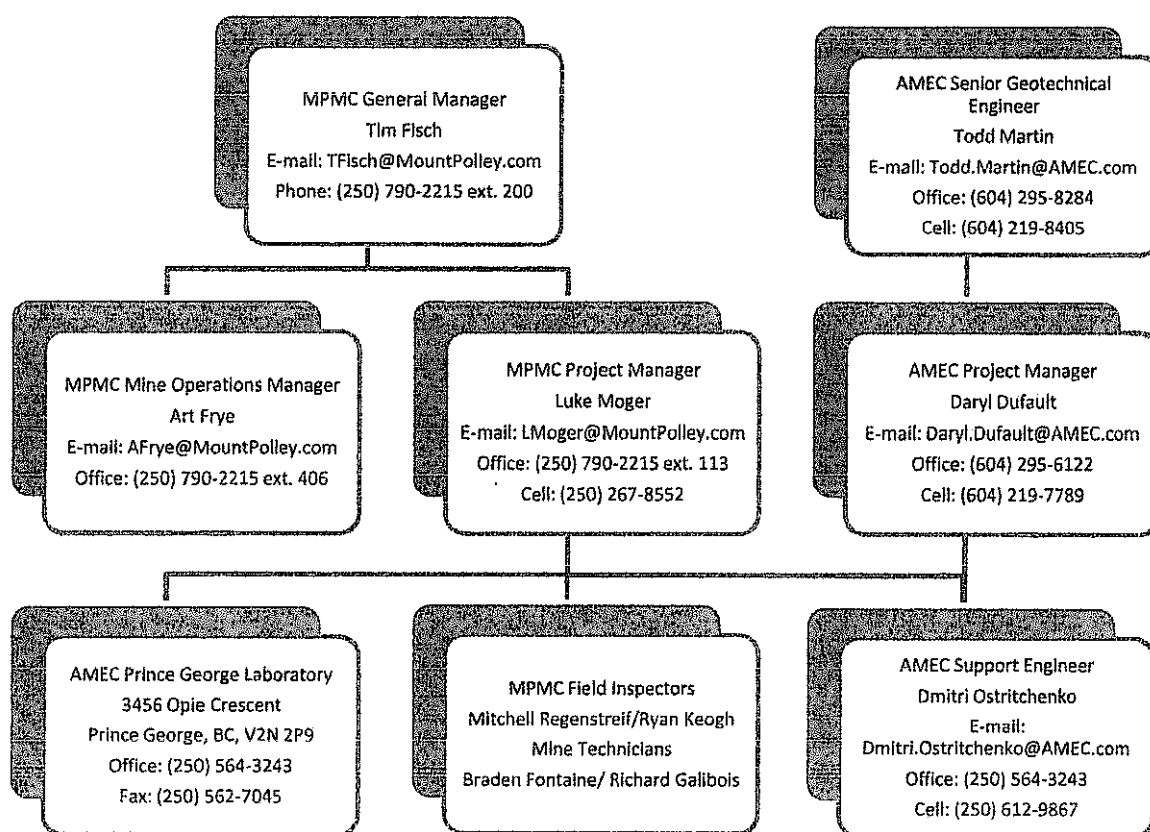 MPMC General Manager
Tim Fisch
E-mail: TFisch@MountPolley.com
Phone: (250) 790-2215 ext. 200
AMEC Senior Geotechnical
Engineer
Todd Martin
E-mail: Todd.Martin@AMEC.com
Office: (604) 295-8284
Cell: (604) 219-8405
MPMC Mine Operations Manager
Art Frye
E-mail: AFrye@MountPolley.com
Office: (250) 790-2215 ext. 406
MPMC Project Manager
Luke Moger
E-mail: LMoger@MountPolley.com
Office: (250) 790-2215 ext. 113
Cell: (250) 267-8552
AMEC Project Manager
Daryl Dufault
E-mail: Daryl.Dufault@AMEC.com
Office: (604) 295-6122
Cell: (604) 219-7789
AMEC Prince George Laboratory
3456 Opie Crescent
Prince George, BC, V2N 2P9
Office: (250) 564-3243
Fax: (250) 562-7045
MPMC Field Inspectors
Mitchell Regenstreif/Ryan Keogh
Mine Technicians
Braden Fontaine/ Richard Galibois
AMEC Support Engineer
Dmitri Ostritchenko
E-mail:
Dmitri.Ostritchenko@AMEC.com
Office: (250) 564-3243
Cell: (250) 612-9867